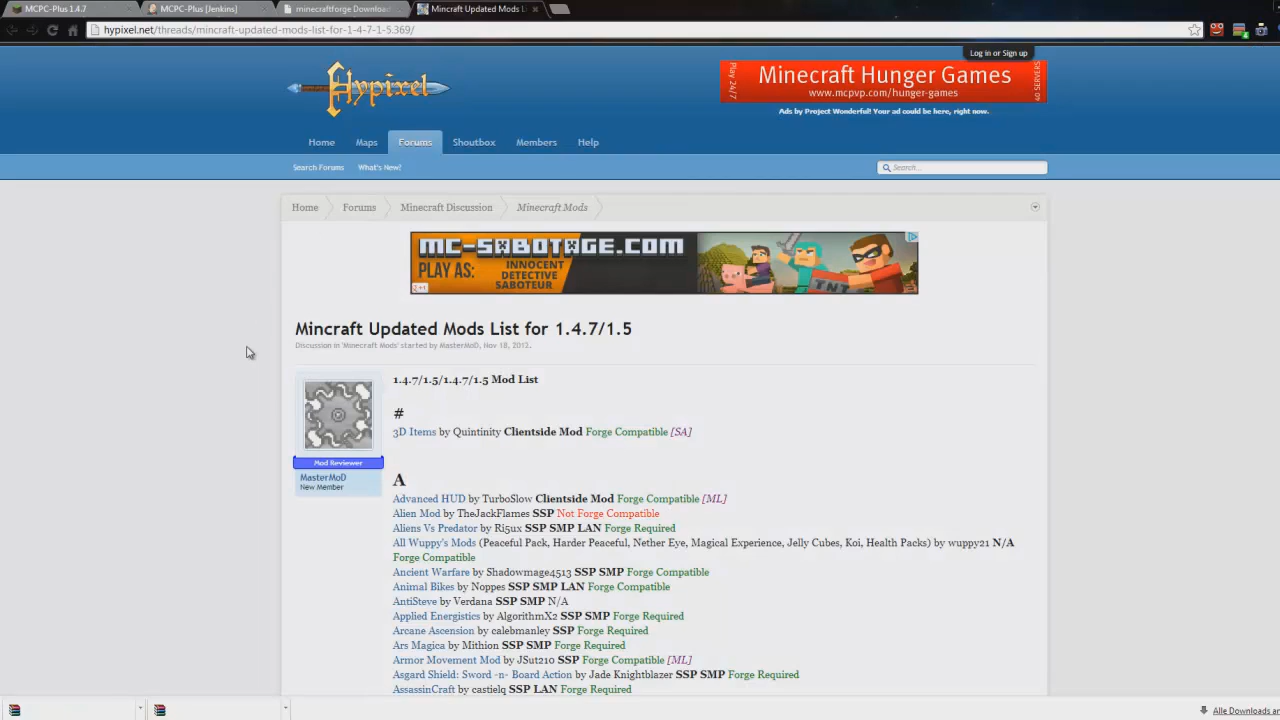 MCPC-Plus 1.4.7
MCPC-Plus [Jenkins]
minecraftforge Download
Mincraft Updated Mods L
hypixel.net/threads/mincraft-updated-mods-list-for-1-4-7-1-5.369/
Log in or Sign up
Hypixel
Play 24/7
Minecraft Hunger Games
www.mcpvp.com/hunger-games
40 SERVERS
Ads by Project Wonderful! Your ad could be here, right now.
Home Maps Forums Shoutbox Members Help
Search Forums What's New?
Search...
Home Forums Minecraft Discussion Minecraft Mods
MC-SABOTAGE.COM
PLAY AS: INNOCENT
DETECTIVE
SABOTEUR
TNT
Mincraft Updated Mods List for 1.4.7/1.5
Discussion in 'Minecraft Mods' started by MasterMoD, Nov 18, 2012.
Mod Reviewer
MasterMoD
New Member
1.4.7/1.5/1.4.7/1.5 Mod List
#
3D Items by Quintinity Clientside Mod Forge Compatible [SA]
A
Advanced HUD by TurboSlow Clientside Mod Forge Compatible [ML]
Alien Mod by TheJackFlames SSP Not Forge Compatible
Aliens Vs Predator by Ri5ux SSP SMP LAN Forge Required
All Wuppy's Mods (Peaceful Pack, Harder Peaceful, Nether Eye, Magical Experience, Jelly Cubes, Koi, Health Packs) by wuppy21 N/A
Forge Compatible
Ancient Warfare by Shadowmage4513 SSP SMP Forge Compatible
Animal Bikes by Noppes SSP SMP LAN Forge Compatible
AntiSteve by Verdana SSP SMP N/A
Applied Energistics by AlgorithmX2 SSP SMP Forge Required
Arcane Ascension by calebmanley SSP Forge Required
Ars Magica by Mithion SSP SMP Forge Required
Armor Movement Mod by JSut210 SSP Forge Compatible [ML]
Asgard Shield: Sword -n- Board Action by Jade Knightblazer SSP SMP Forge Required
AssassinCraft by castielq SSP LAN Forge Required
Alle Downloads an